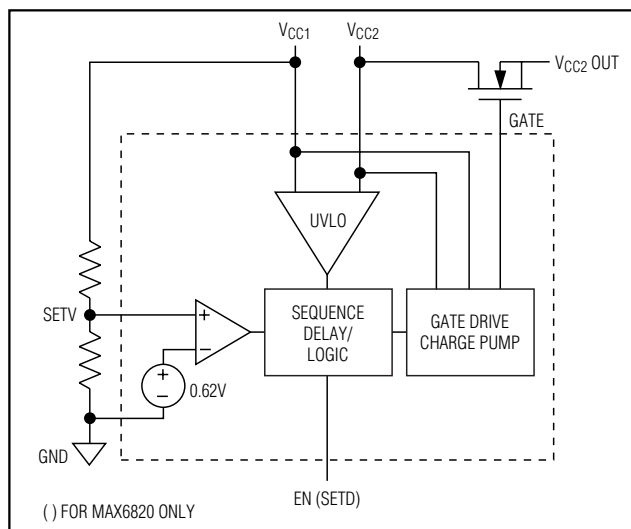 VCC1
VCC2
VCC2 OUT
GATE
UVLO
SETV
+
−
SEQUENCE
DELAY/
LOGIC
GATE DRIVE
CHARGE PUMP
+
−
0.62V
GND
EN (SETD)
( ) FOR MAX6820 ONLY